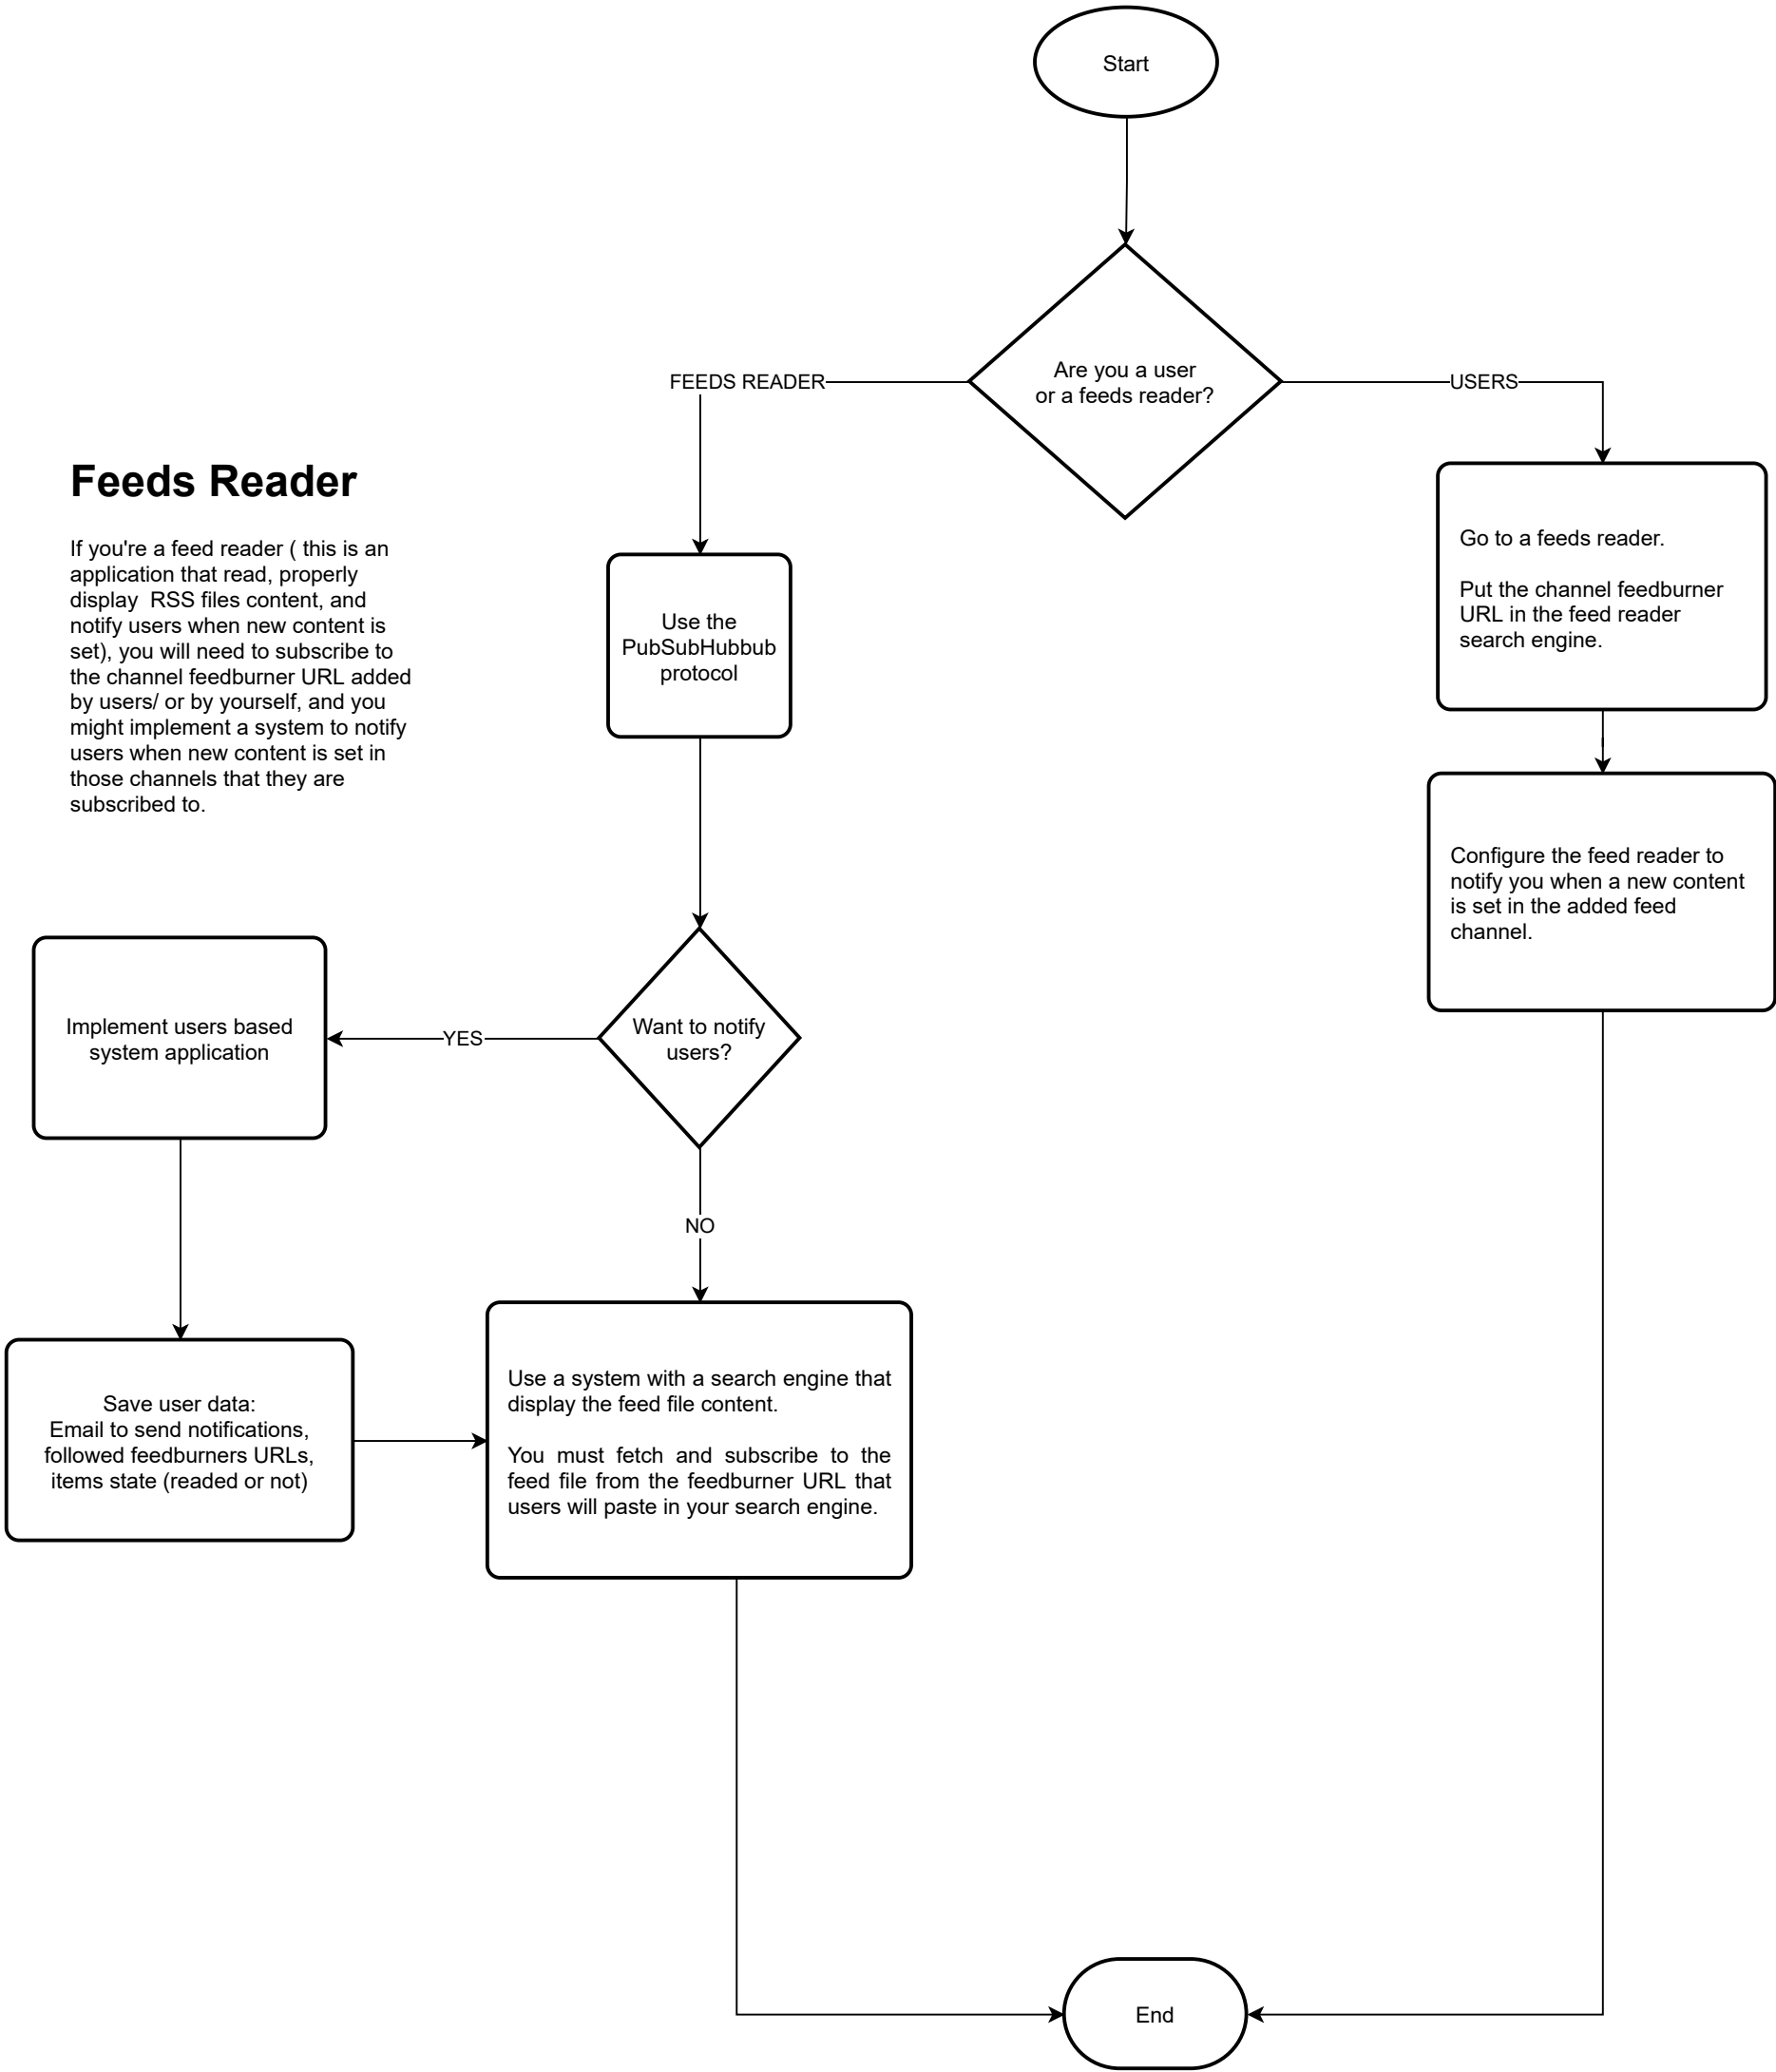 Start
Are you a user
or a feeds reader?
FEEDS READER
USERS
Feeds Reader
If you're a feed reader ( this is an
application that read, properly
display  RSS files content, and
notify users when new content is
set), you will need to subscribe to
the channel feedburner URL added
by users/ or by yourself, and you
might implement a system to notify
users when new content is set in
those channels that they are
subscribed to.
Use the
PubSubHubbub
protocol
Go to a feeds reader.
Put the channel feedburner
URL in the feed reader
search engine.
Configure the feed reader to
notify you when a new content
is set in the added feed
channel.
Want to notify
users?
YES
Implement users based
system application
NO
Save user data:
Email to send notifications,
followed feedburners URLs,
items state (readed or not)
Use a system with a search engine that
display the feed file content.
You must fetch and subscribe to the
feed file from the feedburner URL that
users will paste in your search engine.
End